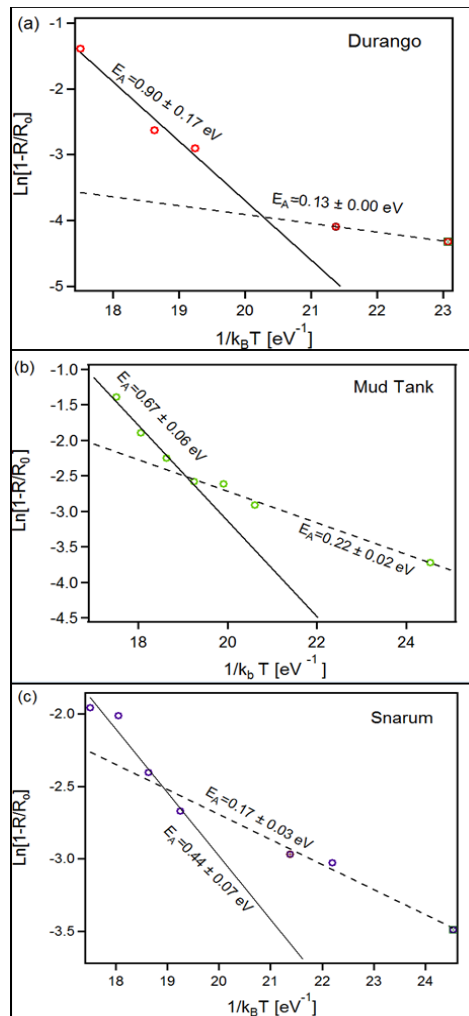 (a)
Durango
-1
-2
-3
-4
-5
Ln[1-R/R₀]
E_A=0.90 ± 0.17 eV
E_A=0.13 ± 0.00 eV
18 19 20 21 22 23
1/k_BT [eV⁻¹]
(b)
Mud Tank
-1.0
-1.5
-2.0
-2.5
-3.0
-3.5
-4.0
-4.5
Ln[1-R/R₀]
E_A=0.67 ± 0.06 eV
E_A=0.22 ± 0.02 eV
18 20 22 24
1/k_b T [eV⁻¹]
(c)
Snarum
-2.0
-2.5
-3.0
-3.5
Ln[1-R/R₀]
E_A=0.17 ± 0.03 eV
E_A=0.44 ± 0.07 eV
18 19 20 21 22 23 24
1/k_BT [eV⁻¹]